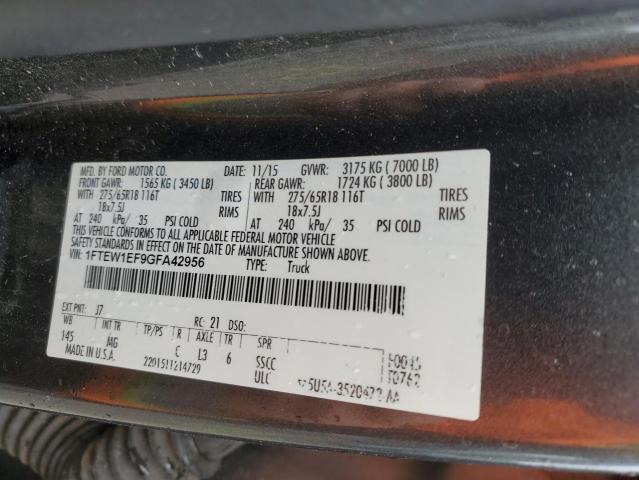 MFD. BY FORD MOTOR CO.
DATE: 11/15 GVWR: 3175 KG ( 7000 LB)
FRONT GAWR: 1565 KG ( 3450 LB) REAR GAWR: 1724 KG ( 3800 LB)
WITH 275/65R18 116T TIRES WITH 275/65R18 116T TIRES
18x7.5J RIMS 18x7.5J RIMS
AT 240 kPa/ 35 PSI COLD AT 240 kPa/ 35 PSI COLD
THIS VEHICLE CONFORMS TO ALL APPLICABLE FEDERAL MOTOR VEHICLE
SAFETY STANDARDS IN EFFECT ON THE DATE OF MANUFACTURE SHOWN ABOVE.
VIN: 1FTEW1EF9GFA42956 TYPE: Truck
EXT PNT: J7 RC: 21 DSO:
WB INT TR TP/PS R AXLE TR SPR
145 MG C L3 6 SSCC
MADE IN U.S.A. 2201511214729 ULC